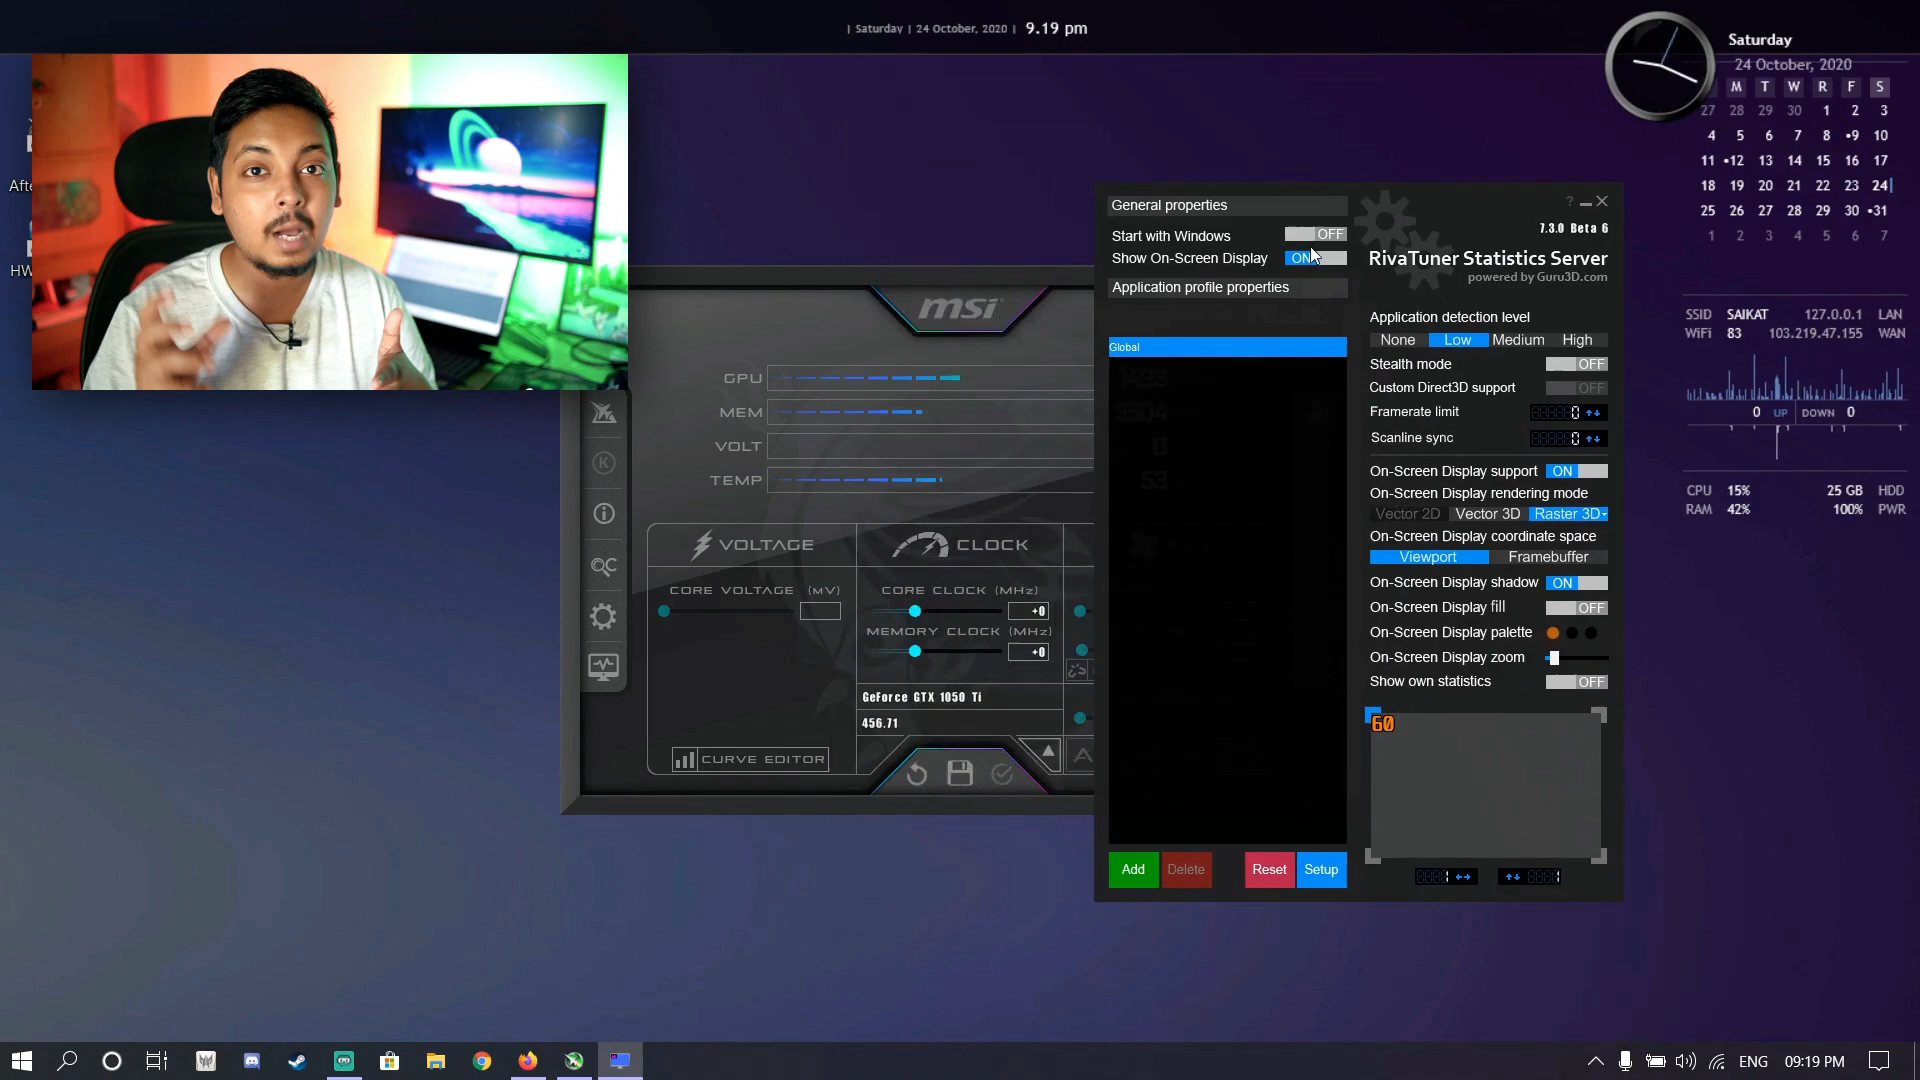 | Saturday | 24 October, 2020 | 9.19 pm
Saturday
24 October, 2020
M T W R F S
27 28 29 30 1 2 3
4 5 6 7 8 •9 10
11 •12 13 14 15 16 17
18 19 20 21 22 23 24
25 26 27 28 29 30 •31
1 2 3 4 5 6 7
SSID SAIKAT 127.0.0.1 LAN
WiFi 83 103.219.47.155 WAN
0 UP DOWN 0
CPU 15% 25 GB HDD
RAM 42% 100% PWR
Afte
HW
msi
GPU
MEM
VOLT
TEMP
1493
3504
0
53
VOLTAGE
CLOCK
CORE VOLTAGE (MV)
CORE CLOCK (MHz)
+0
MEMORY CLOCK (MHz)
+0
GeForce GTX 1050 Ti
456.71
CURVE EDITOR
General properties
Start with Windows OFF
Show On-Screen Display ON
Application profile properties
Global
Add Delete Reset Setup
? 
7.3.0 Beta 6
RivaTuner Statistics Server
powered by Guru3D.com
Application detection level
None Low Medium High
Stealth mode OFF
Custom Direct3D support OFF
Framerate limit 0
Scanline sync 0
On-Screen Display support ON
On-Screen Display rendering mode
Vector 2D Vector 3D Raster 3D
On-Screen Display coordinate space
Viewport Framebuffer
On-Screen Display shadow ON
On-Screen Display fill OFF
On-Screen Display palette
On-Screen Display zoom
Show own statistics OFF
60
1 1
ENG 09:19 PM